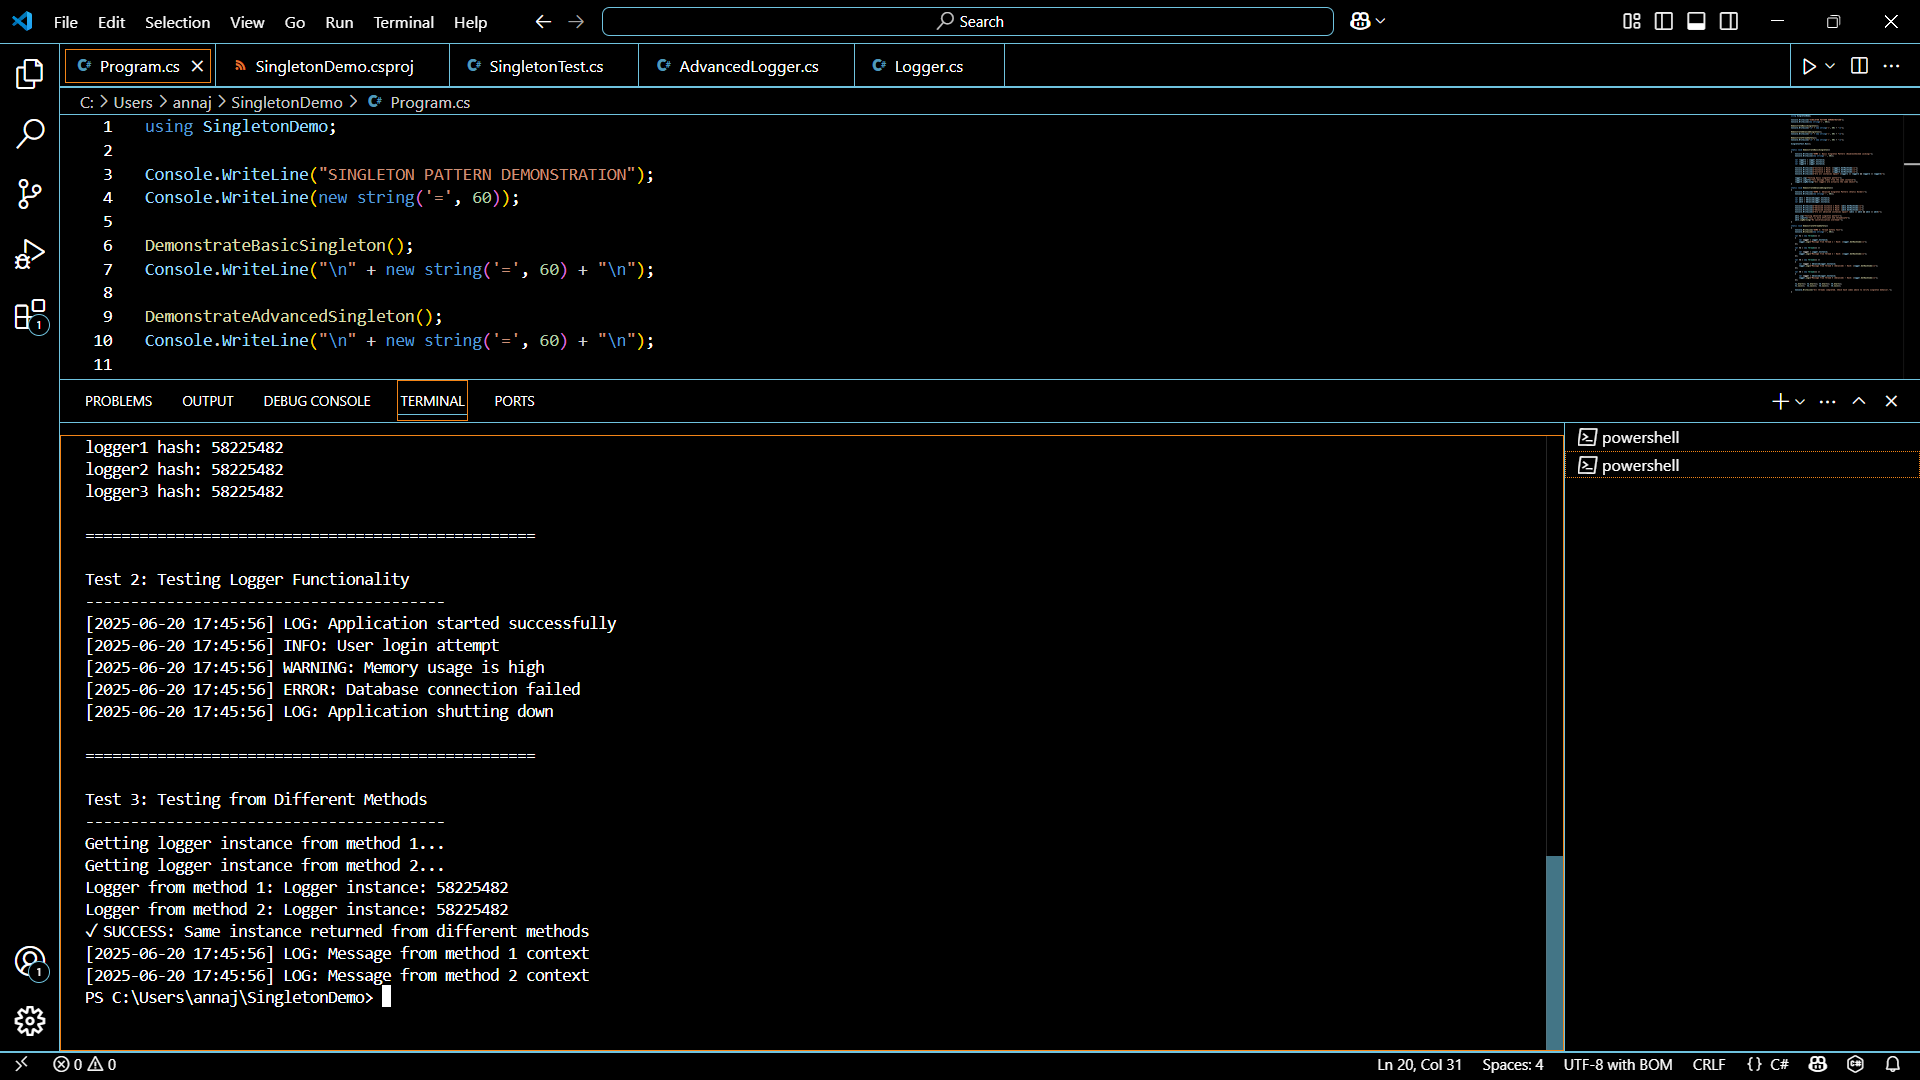 File Edit Selection View Go Run Terminal Help Search
Program.cs SingletonDemo.csproj SingletonTest.cs AdvancedLogger.cs Logger.cs
C: > Users > annaj > SingletonDemo > Program.cs
1 using SingletonDemo;
2
3 Console.WriteLine("SINGLETON PATTERN DEMONSTRATION");
4 Console.WriteLine(new string('=', 60));
5
6 DemonstrateBasicSingleton();
7 Console.WriteLine("\n" + new string('=', 60) + "\n");
8
9 DemonstrateAdvancedSingleton();
10 Console.WriteLine("\n" + new string('=', 60) + "\n");
11
PROBLEMS OUTPUT DEBUG CONSOLE TERMINAL PORTS
logger1 hash: 58225482
logger2 hash: 58225482
logger3 hash: 58225482
==================================================
Test 2: Testing Logger Functionality
----------------------------------------
[2025-06-20 17:45:56] LOG: Application started successfully
[2025-06-20 17:45:56] INFO: User login attempt
[2025-06-20 17:45:56] WARNING: Memory usage is high
[2025-06-20 17:45:56] ERROR: Database connection failed
[2025-06-20 17:45:56] LOG: Application shutting down
==================================================
Test 3: Testing from Different Methods
----------------------------------------
Getting logger instance from method 1...
Getting logger instance from method 2...
Logger from method 1: Logger instance: 58225482
Logger from method 2: Logger instance: 58225482
✓ SUCCESS: Same instance returned from different methods
[2025-06-20 17:45:56] LOG: Message from method 1 context
[2025-06-20 17:45:56] LOG: Message from method 2 context
PS C:\Users\annaj\SingletonDemo>
powershell
powershell
1
1
0 0 Ln 20, Col 31 Spaces: 4 UTF-8 with BOM CRLF {} C#